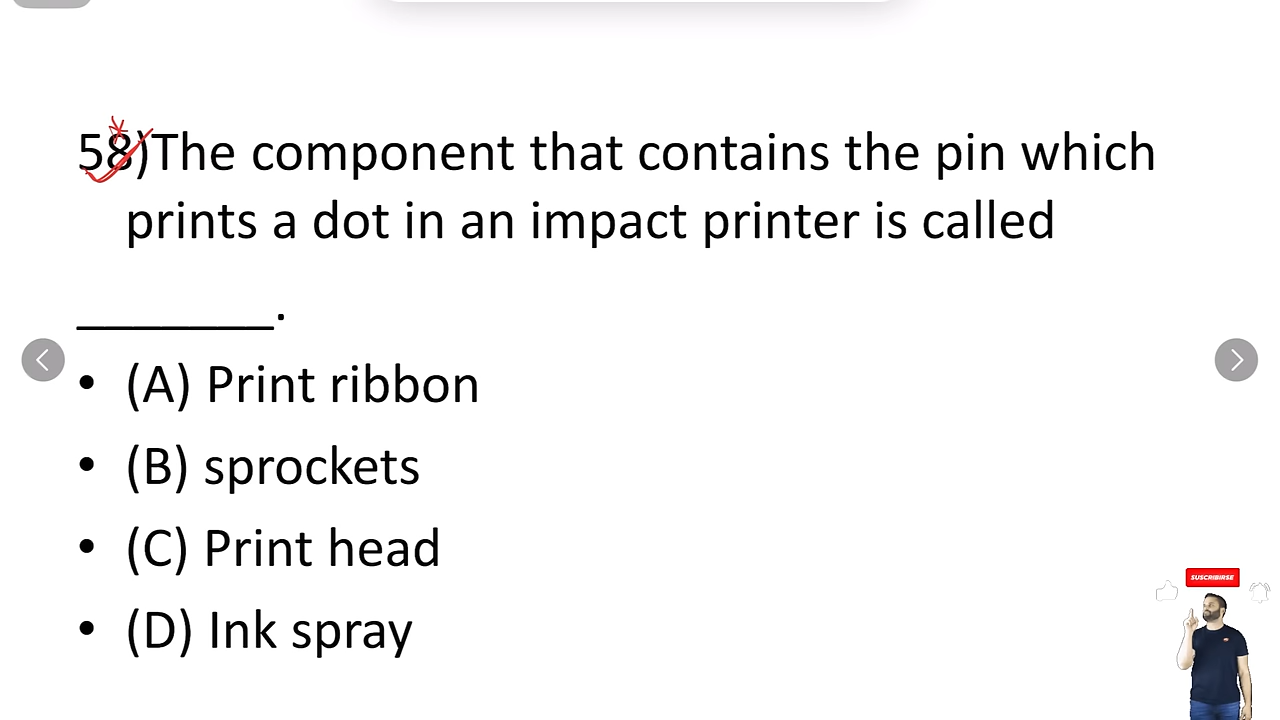 58)The component that contains the pin which
prints a dot in an impact printer is called
_______.
• (A) Print ribbon
• (B) sprockets
• (C) Print head
• (D) Ink spray
SUSCRIBIRSE